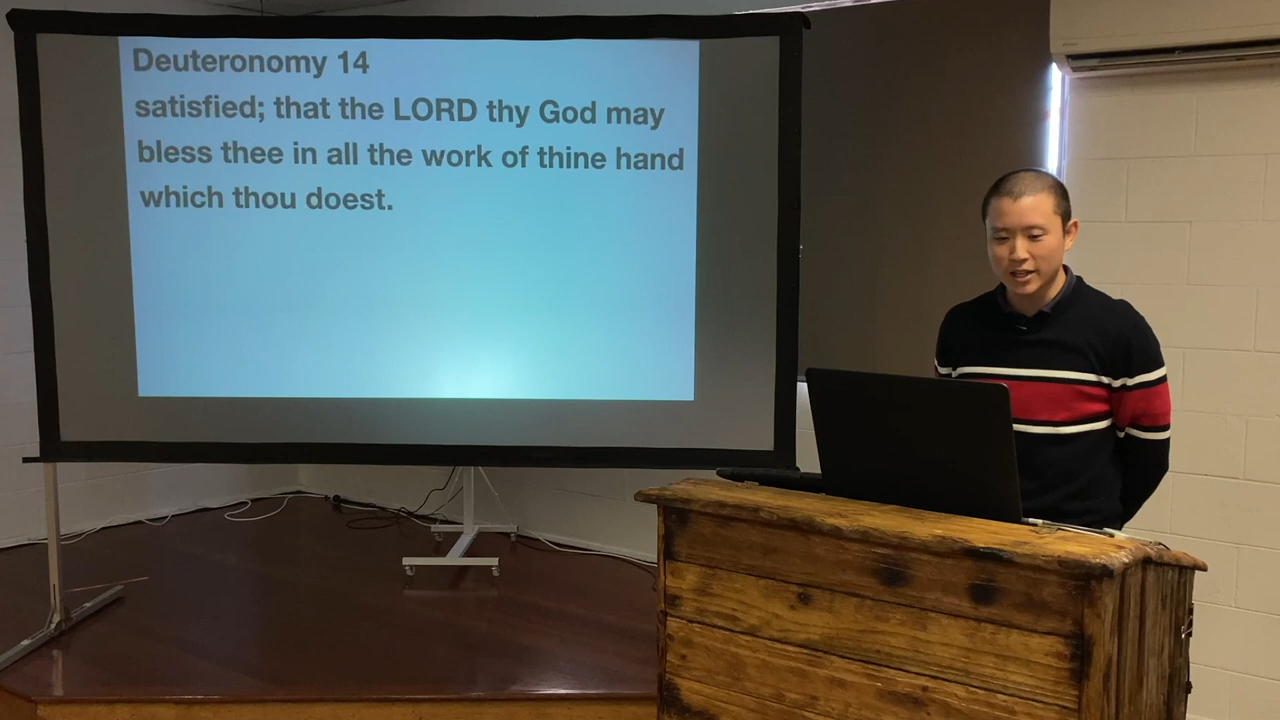 Deuteronomy 14
satisfied; that the LORD thy God may
bless thee in all the work of thine hand
which thou doest.